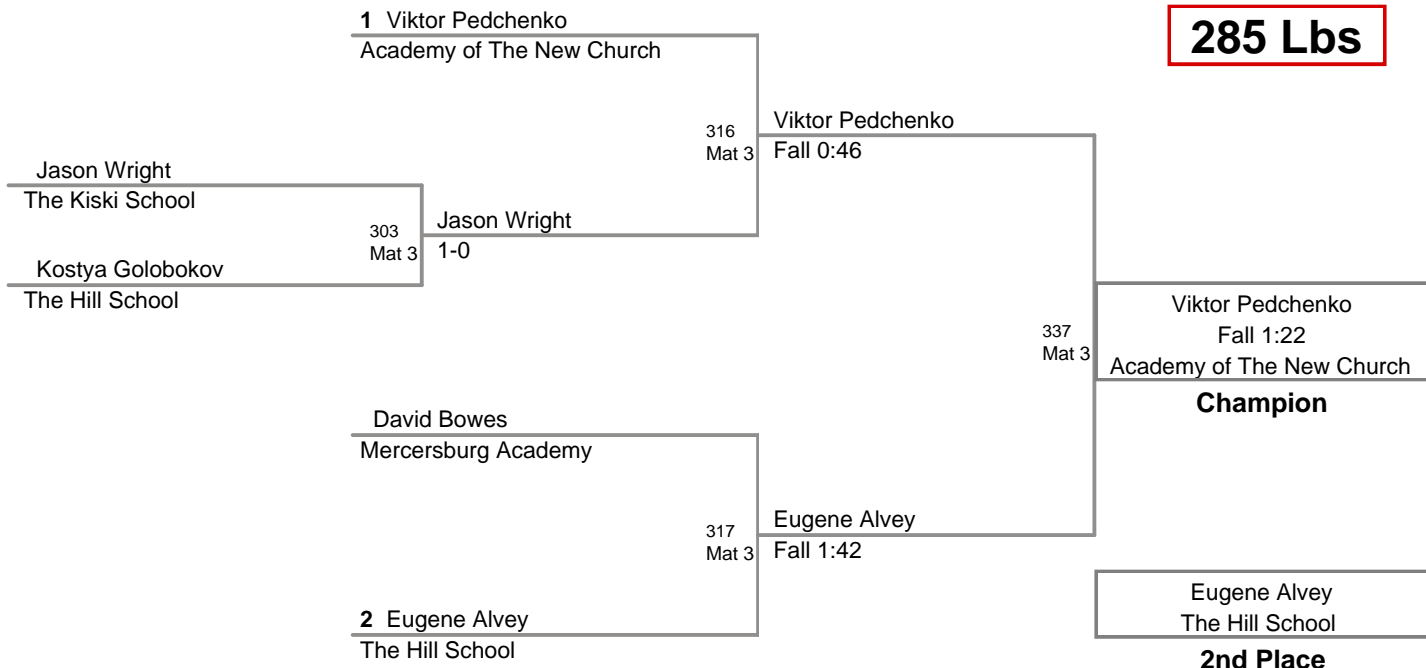 285 Lbs
1 Viktor Pedchenko
Academy of The New Church
Jason Wright
The Kiski School
Kostya Golobokov
The Hill School
303
Mat 3
Jason Wright
1-0
316
Mat 3
Viktor Pedchenko
Fall 0:46
David Bowes
Mercersburg Academy
2 Eugene Alvey
The Hill School
317
Mat 3
Eugene Alvey
Fall 1:42
337
Mat 3
Viktor Pedchenko
Fall 1:22
Academy of The New Church
Champion
Eugene Alvey
The Hill School
2nd Place